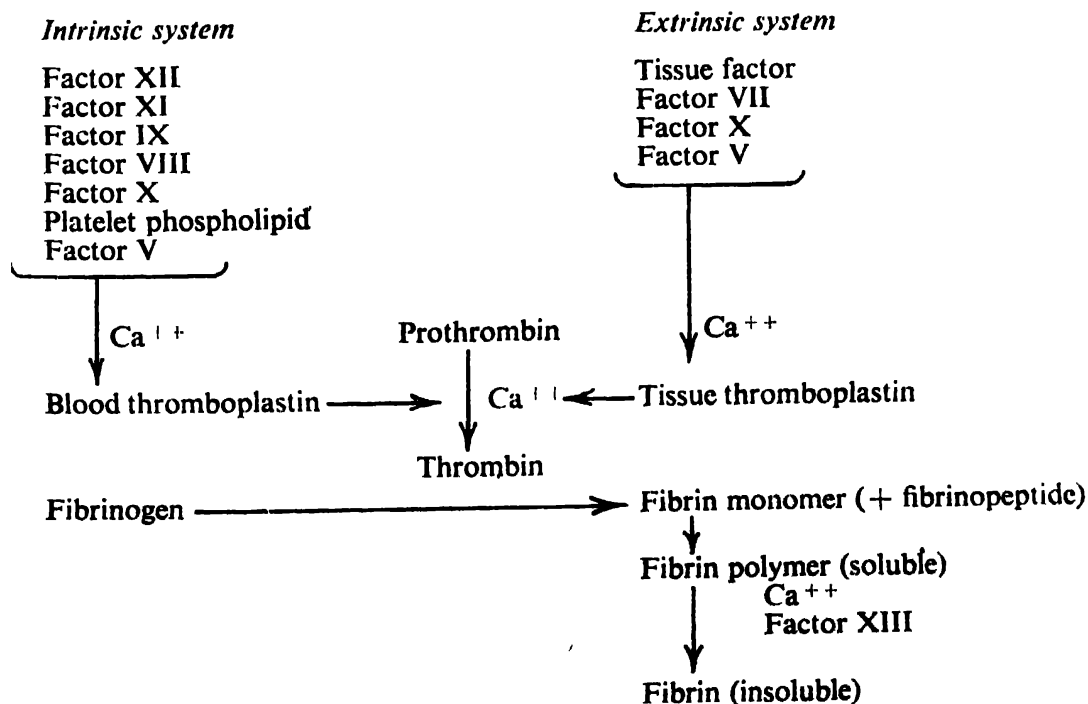 Intrinsic system
Factor XII
Factor XI
Factor IX
Factor VIII
Factor X
Platelet phospholipid
Factor V
Ca ++
Blood thromboplastin
Extrinsic system
Tissue factor
Factor VII
Factor X
Factor V
Ca ++
Tissue thromboplastin
Prothrombin
Ca ++
Thrombin
Fibrinogen
Fibrin monomer (+ fibrinopeptide)
Fibrin polymer (soluble)
Ca ++
Factor XIII
Fibrin (insoluble)